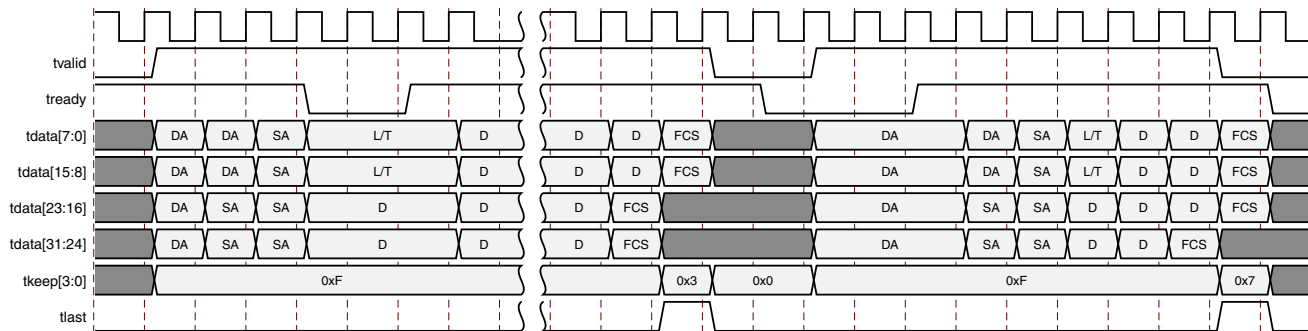 tvalid
tready
tdata[7:0] DA DA SA L/T D D D FCS DA DA SA L/T D D FCS
tdata[15:8] DA DA SA L/T D D D FCS DA DA SA L/T D D FCS
tdata[23:16] DA SA SA D D D FCS DA SA SA D D D FCS
tdata[31:24] DA SA SA D D D FCS DA SA SA D D FCS
tkeep[3:0] 0xF 0x3 0x0 0xF 0x7
tlast